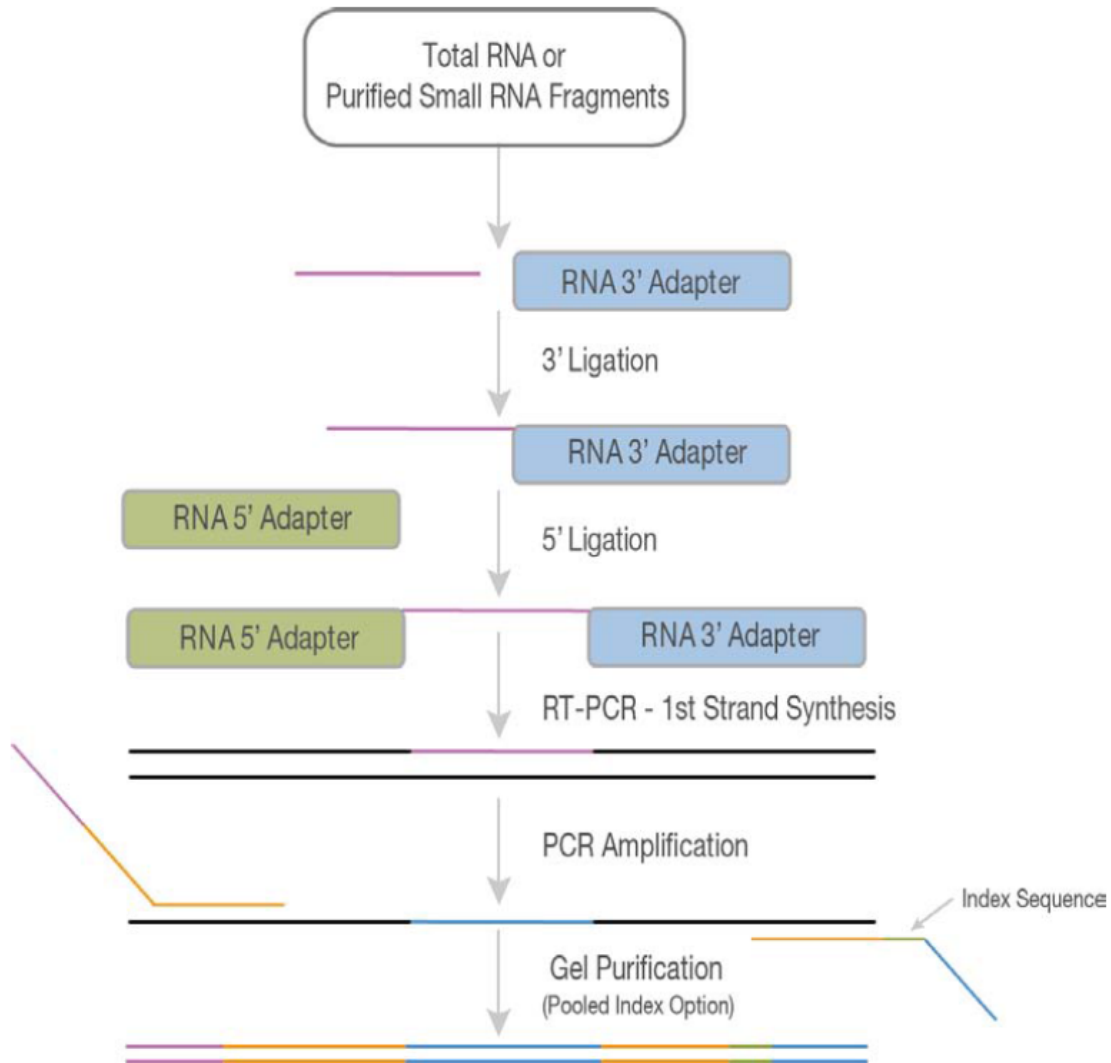 Total RNA or
Purified Small RNA Fragments
RNA 3' Adapter
3' Ligation
RNA 3' Adapter
RNA 5' Adapter
5' Ligation
RNA 5' Adapter
RNA 3' Adapter
RT-PCR - 1st Strand Synthesis
PCR Amplification
Index Sequence
Gel Purification
(Pooled Index Option)